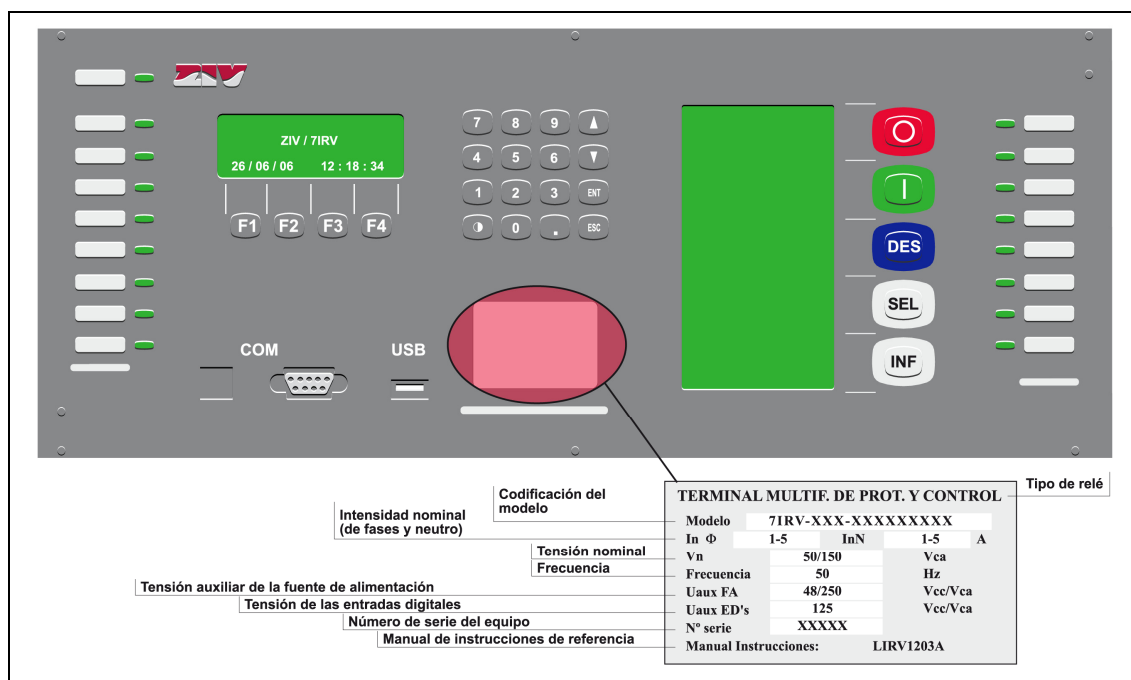 ZIV
ZIV / 7IRV
26 / 06 / 06 12 : 18 : 34
F1 F2 F3 F4
7 8 9
4 5 6
1 2 3 ENT
0 . ESC
O
I
DES
SEL
INF
COM
USB
Codificación del
modelo
Intensidad nominal
(de fases y neutro)
Tensión nominal
Frecuencia
Tensión auxiliar de la fuente de alimentación
Tensión de las entradas digitales
Número de serie del equipo
Manual de instrucciones de referencia
Tipo de relé
TERMINAL MULTIF. DE PROT. Y CONTROL
Modelo 7IRV-XXX-XXXXXXXXX
In Φ 1-5 InN 1-5 A
Vn 50/150 Vca
Frecuencia 50 Hz
Uaux FA 48/250 Vcc/Vca
Uaux ED's 125 Vcc/Vca
Nº serie XXXXX
Manual Instrucciones: LIRV1203A